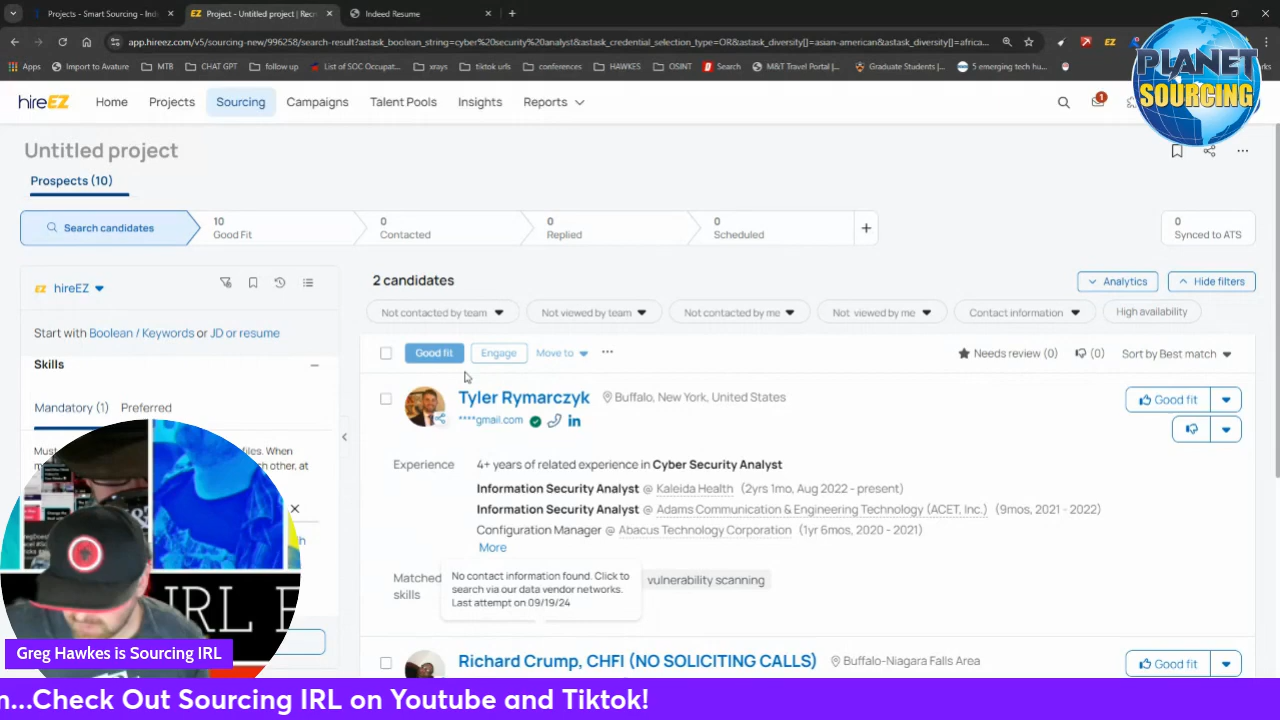 Projects - Smart Sourcing - Ind
Project - Untitled project | Recr
Indeed Resume
app.hireez.com/v5/sourcing-new/996258/search-result?astask_boolean_string=cyber%20security%20analyst&astask_credential_selection_type=OR&astask_diversity[]=asian-american&astask_diversity[]=africa...
Apps
Import to Avature
MTB
CHAT GPT
follow up
List of SOC Occupat...
xrays
tiktok urls
conferences
HAWKES
OSINT
Search
M&T Travel Portal |...
Graduate Students |...
5 emerging tech hu...
PLANET
SOURCING
hireEZ
Home
Projects
Sourcing
Campaigns
Talent Pools
Insights
Reports
1
Untitled project
Prospects (10)
Search candidates
10
Good Fit
0
Contacted
0
Replied
0
Scheduled
+
0
Synced to ATS
EZ hireEZ
Start with Boolean / Keywords or JD or resume
Skills
Mandatory (1)
Preferred
2 candidates
Analytics
Hide filters
Not contacted by team
Not viewed by team
Not contacted by me
Not viewed by me
Contact information
High availability
Good fit
Engage
Move to
Needs review (0)
(0)
Sort by Best match
Tyler Rymarczyk
Buffalo, New York, United States
****gmail.com
in
Good fit
Experience
4+ years of related experience in Cyber Security Analyst
Information Security Analyst @ Kaleida Health (2yrs 1mo, Aug 2022 - present)
Information Security Analyst @ Adams Communication & Engineering Technology (ACET, Inc.) (9mos, 2021 - 2022)
Configuration Manager @ Abacus Technology Corporation (1yr 6mos, 2020 - 2021)
More
Matched
skills
No contact information found. Click to
search via our data vendor networks.
Last attempt on 09/19/24
vulnerability scanning
Richard Crump, CHFI (NO SOLICITING CALLS)
Buffalo-Niagara Falls Area
Good fit
IRL
Greg Hawkes is Sourcing IRL
...Check Out Sourcing IRL on Youtube and Tiktok!